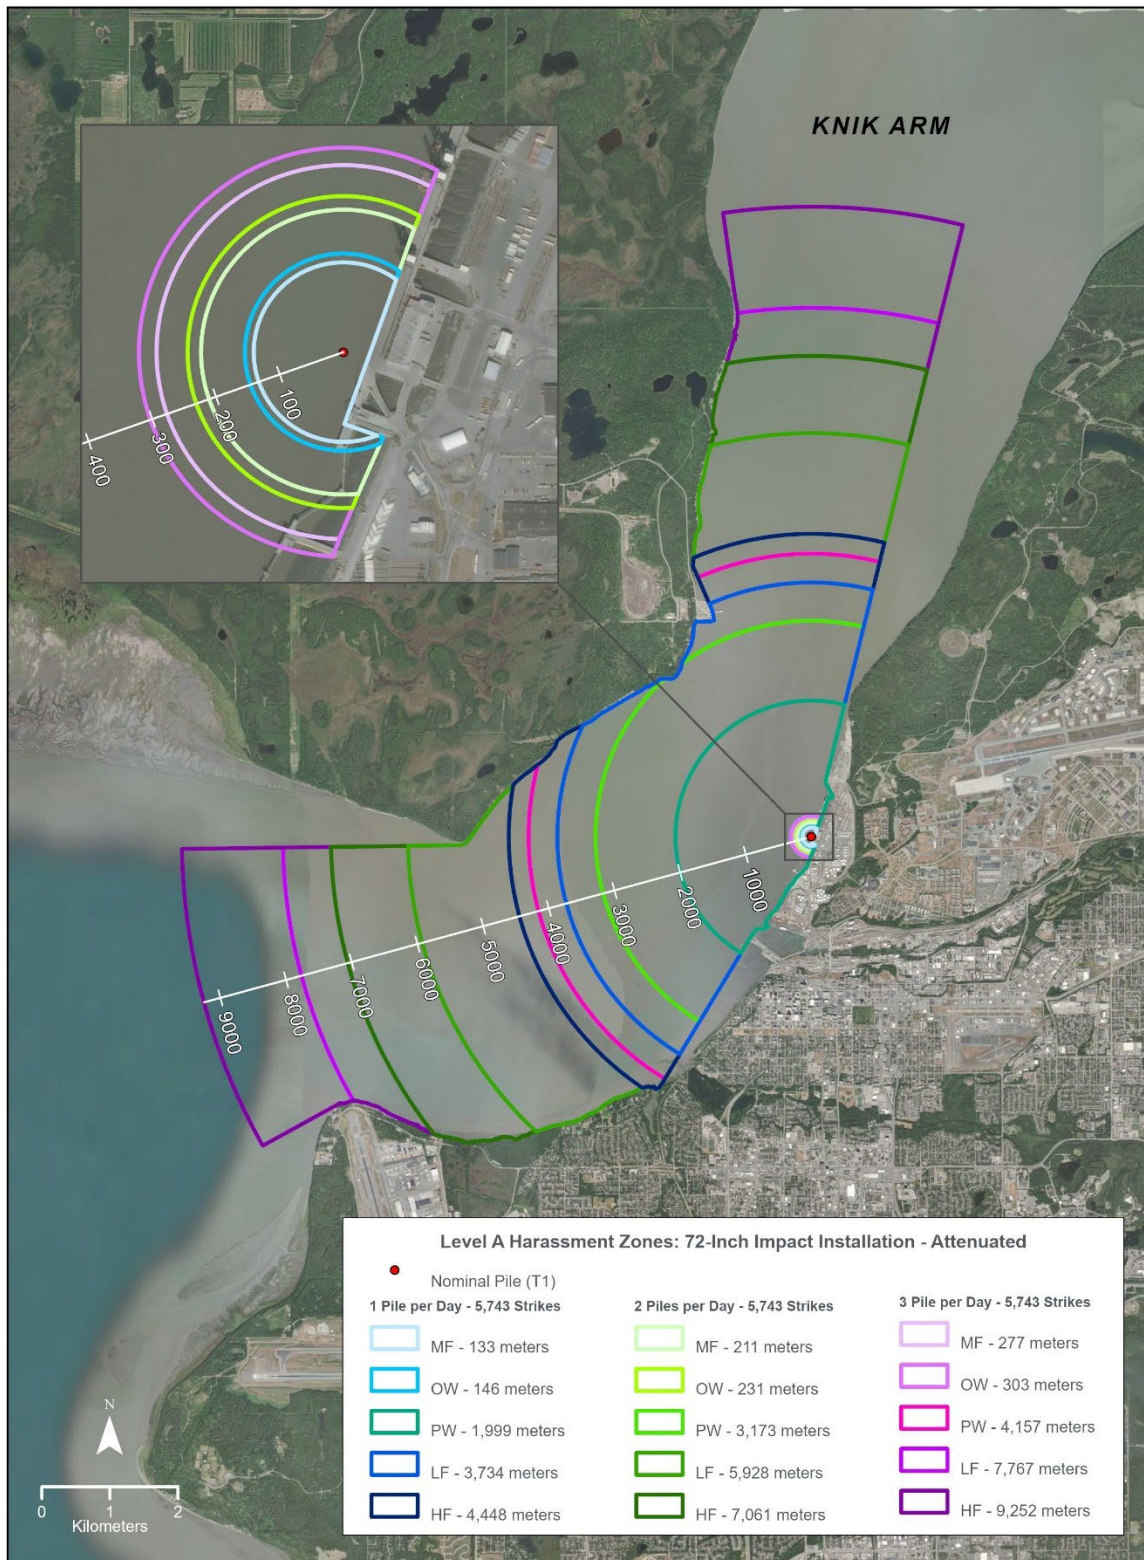 KNIK ARM
100
200
300
400
1000
2000
3000
4000
5000
6000
7000
8000
9000
Level A Harassment Zones: 72-Inch Impact Installation - Attenuated
Nominal Pile (T1)
1 Pile per Day - 5,743 Strikes
MF - 133 meters
OW - 146 meters
PW - 1,999 meters
LF - 3,734 meters
HF - 4,448 meters
2 Piles per Day - 5,743 Strikes
MF - 211 meters
OW - 231 meters
PW - 3,173 meters
LF - 5,928 meters
HF - 7,061 meters
3 Pile per Day - 5,743 Strikes
MF - 277 meters
OW - 303 meters
PW - 4,157 meters
LF - 7,767 meters
HF - 9,252 meters
N
0 1 2
Kilometers